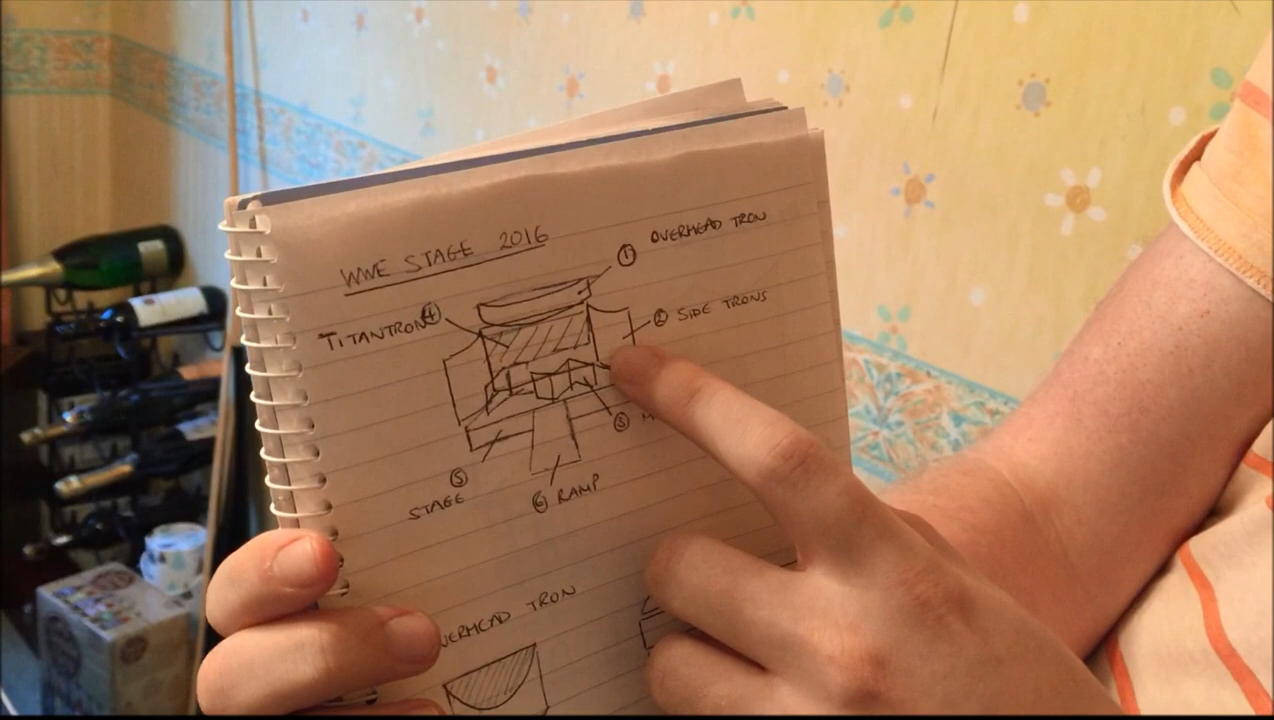 WWE STAGE 2016
① OVERHEAD TRON
TITANTRON ④
② SIDE TRONS
③ M
⑤ STAGE
⑥ RAMP
OVERHEAD TRON